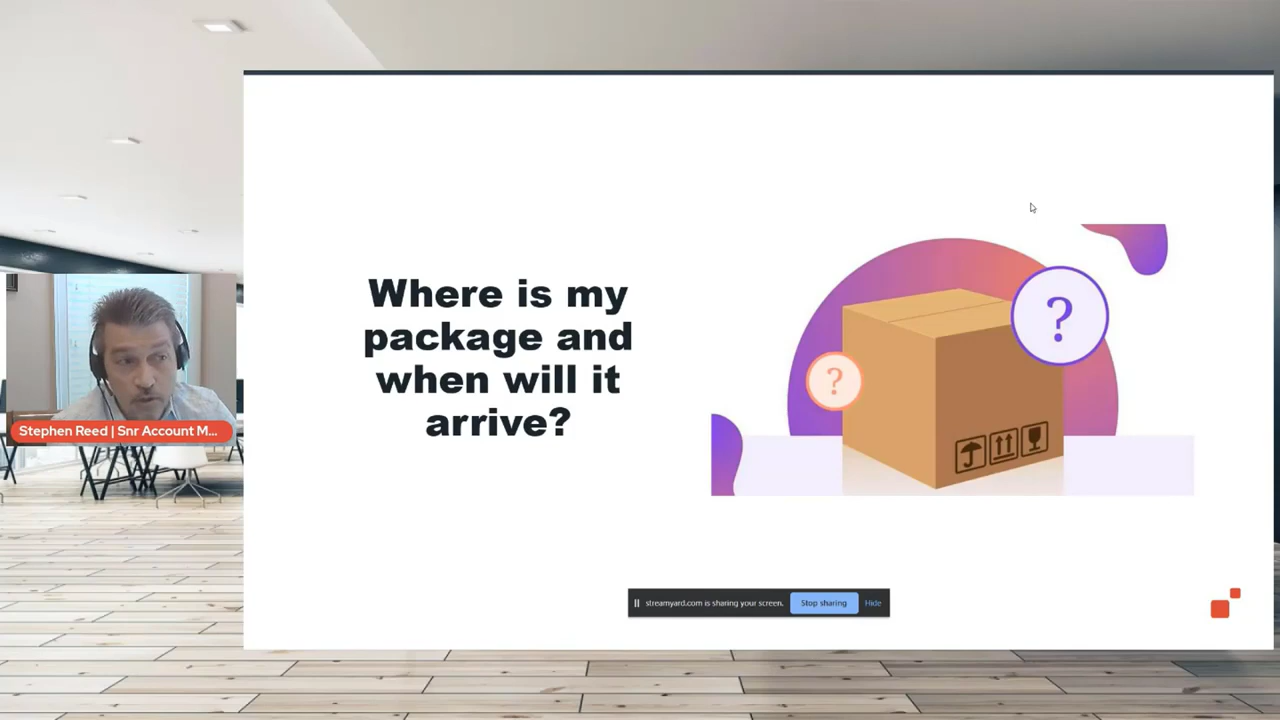 Where is my
package and
when will it
arrive?
?
?
Stephen Reed | Snr Account M...
streamyard.com is sharing your screen.
Stop sharing
Hide